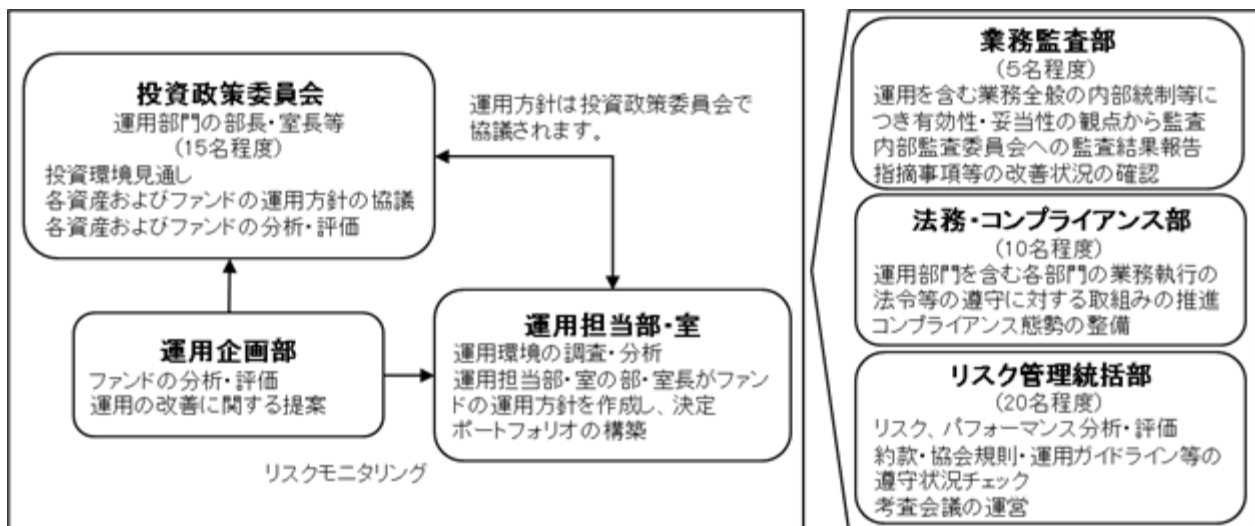 投資政策委員会
運用部門の部長・室長等
(15名程度)
投資環境見通し
各資産およびファンドの運用方針の協議
各資産およびファンドの分析・評価
運用方針は投資政策委員会で
協議されます。
運用企画部
ファンドの分析・評価
運用の改善に関する提案
運用担当部・室
運用環境の調査・分析
運用担当部・室の部・室長がファン
ドの運用方針を作成し、決定
ポートフォリオの構築
リスクモニタリング
業務監査部
(5名程度)
運用を含む業務全般の内部統制等に
つき有効性・妥当性の観点から監査
内部監査委員会への監査結果報告
指摘事項等の改善状況の確認
法務・コンプライアンス部
(10名程度)
運用部門を含む各部門の業務執行の
法令等の遵守に対する取組みの推進
コンプライアンス態勢の整備
リスク管理統括部
(20名程度)
リスク、パフォーマンス分析・評価
約款・協会規則・運用ガイドライン等の
遵守状況チェック
考査会議の運営